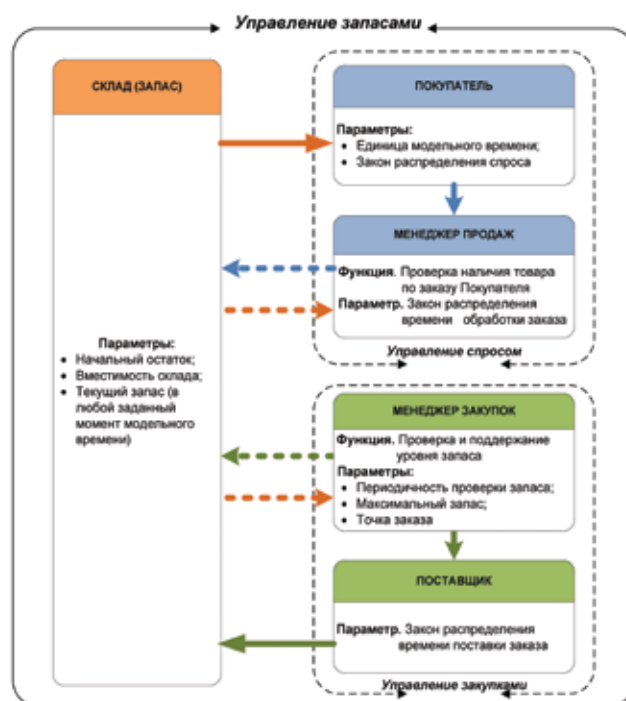 Управление запасами
СКЛАД (ЗАПАС)
Параметры:
• Начальный остаток;
• Вместимость склада;
• Текущий запас (в
любой заданный
момент модельного
времени)
ПОКУПАТЕЛЬ
Параметры:
• Единица модельного времени;
• Закон распределения спроса
МЕНЕДЖЕР ПРОДАЖ
Функция. Проверка наличия товара
по заказу Покупателя
Параметр. Закон распределения
времени обработки заказа
Управление спросом
МЕНЕДЖЕР ЗАКУПОК
Функция. Проверка и поддержание
уровня запаса
Параметры:
• Периодичность проверки запаса;
• Максимальный запас;
• Точка заказа
ПОСТАВЩИК
Параметр. Закон распределения
времени поставки заказа
Управление закупками